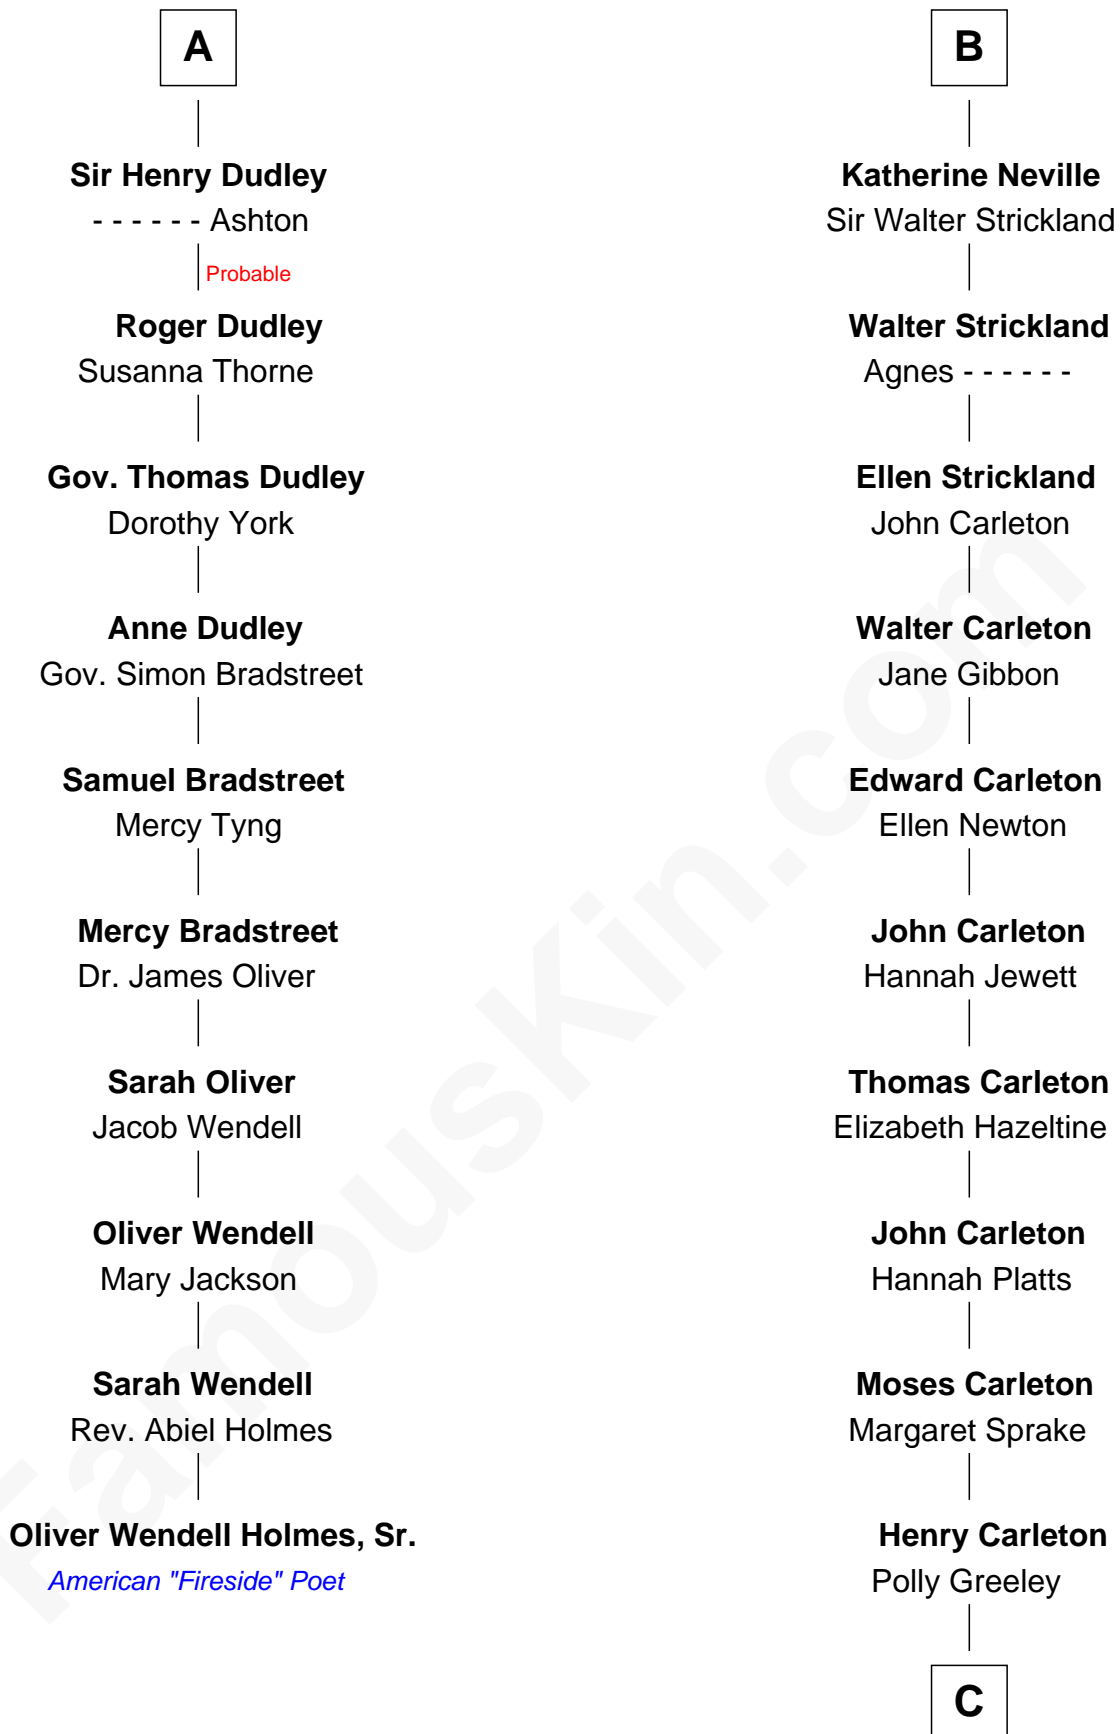 A
Sir Henry Dudley
- - - - - - Ashton
Probable
Roger Dudley
Susanna Thorne
Gov. Thomas Dudley
Dorothy York
Anne Dudley
Gov. Simon Bradstreet
Samuel Bradstreet
Mercy Tyng
Mercy Bradstreet
Dr. James Oliver
Sarah Oliver
Jacob Wendell
Oliver Wendell
Mary Jackson
Sarah Wendell
Rev. Abiel Holmes
Oliver Wendell Holmes, Sr.
American "Fireside" Poet
B
Katherine Neville
Sir Walter Strickland
Walter Strickland
Agnes - - - - - -
Ellen Strickland
John Carleton
Walter Carleton
Jane Gibbon
Edward Carleton
Ellen Newton
John Carleton
Hannah Jewett
Thomas Carleton
Elizabeth Hazeltine
John Carleton
Hannah Platts
Moses Carleton
Margaret Sprake
Henry Carleton
Polly Greeley
C
FamousKin.com